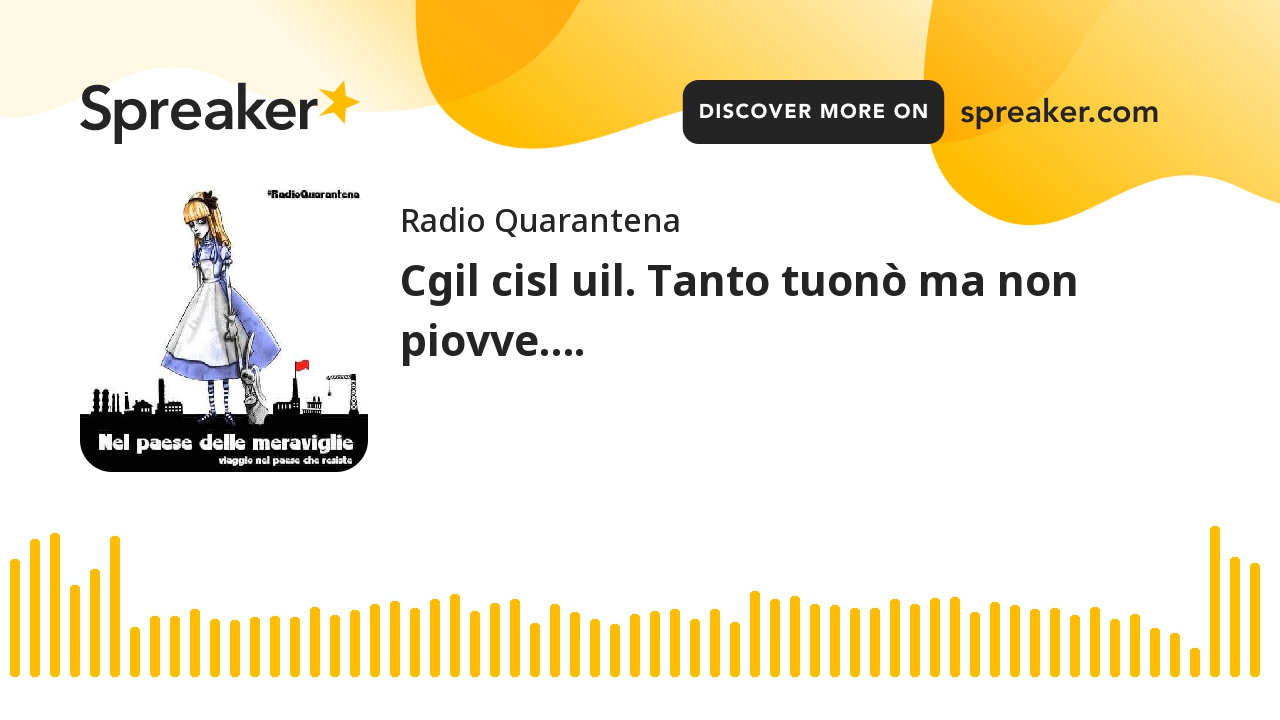 Spreaker
DISCOVER MORE ON spreaker.com
#RadioQuarantena
Radio Quarantena
Cgil cisl uil. Tanto tuonò ma non
piovve....
Nel paese delle meraviglie
viaggio nel paese che resiste